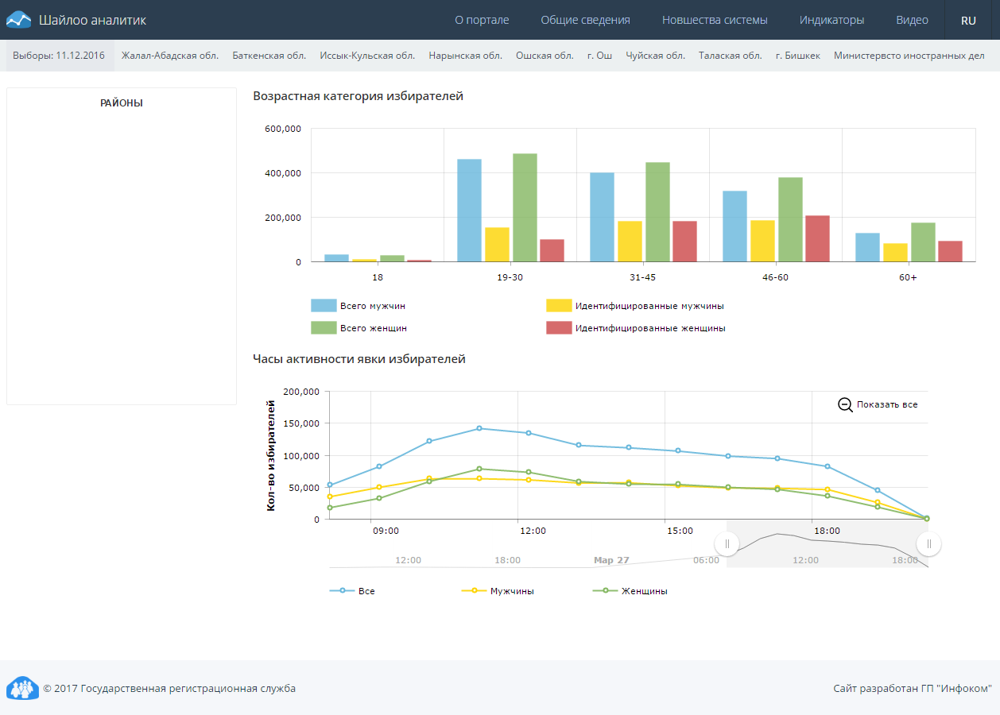 Шайлоо аналитик
О портале
Общие сведения
Новшества системы
Индикаторы
Видео
RU
Выборы: 11.12.2016
Жалал-Абадская обл.
Баткенская обл.
Иссык-Кульская обл.
Нарынская обл.
Ошская обл.
г. Ош
Чуйская обл.
Талаская обл.
г. Бишкек
Министервсто иностранных дел
РАЙОНЫ
Возрастная категория избирателей
600,000
400,000
200,000
0
18
19-30
31-45
46-60
60+
Всего мужчин
Идентифицированные мужчины
Всего женщин
Идентифицированные женщины
Часы активности явки избирателей
Кол-во избирателей
200,000
150,000
100,000
50,000
0
Показать все
09:00
12:00
15:00
18:00
12:00
18:00
Мар 27
06:00
12:00
18:00
Все
Мужчины
Женщины
© 2017 Государственная регистрационная служба
Сайт разработан ГП "Инфоком"